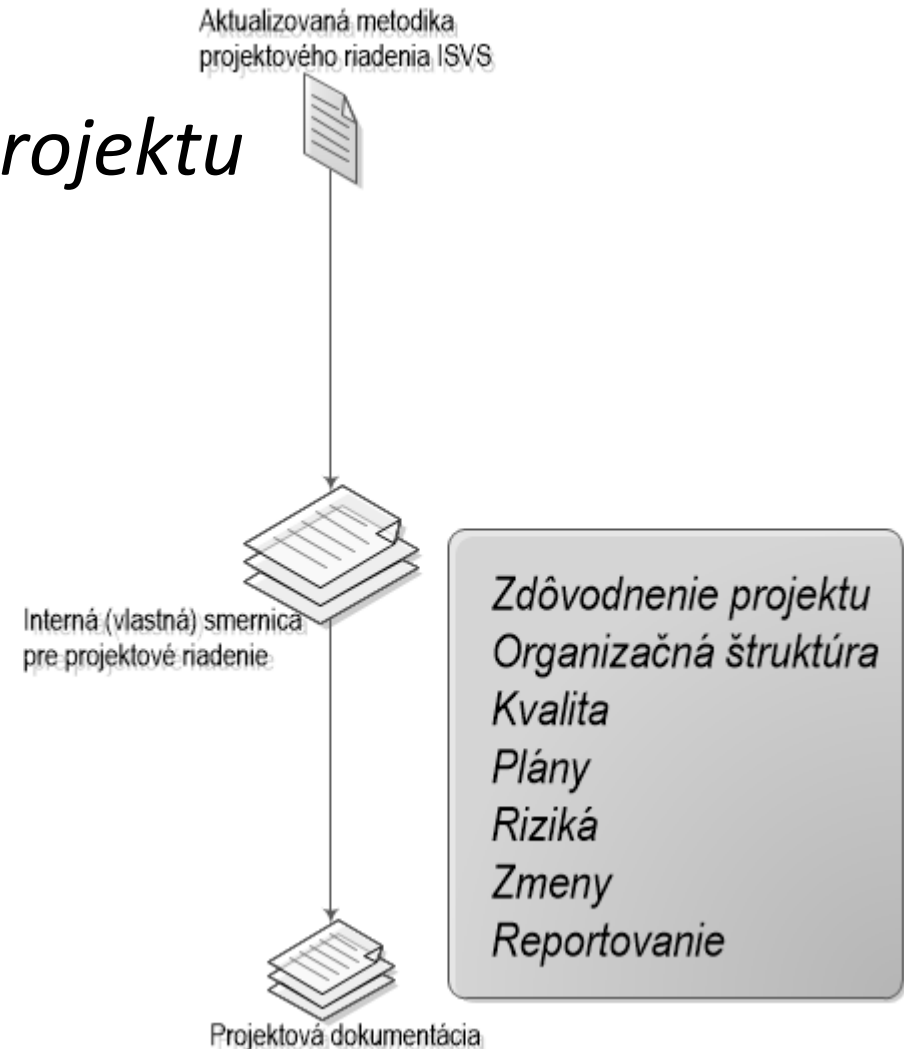 Aktualizovaná metodika
projektového riadenia ISVS
rojektu
Interná (vlastná) smernica
pre projektové riadenie
Zdôvodnenie projektu
Organizačná štruktúra
Kvalita
Plány
Riziká
Zmeny
Reportovanie
Projektová dokumentácia